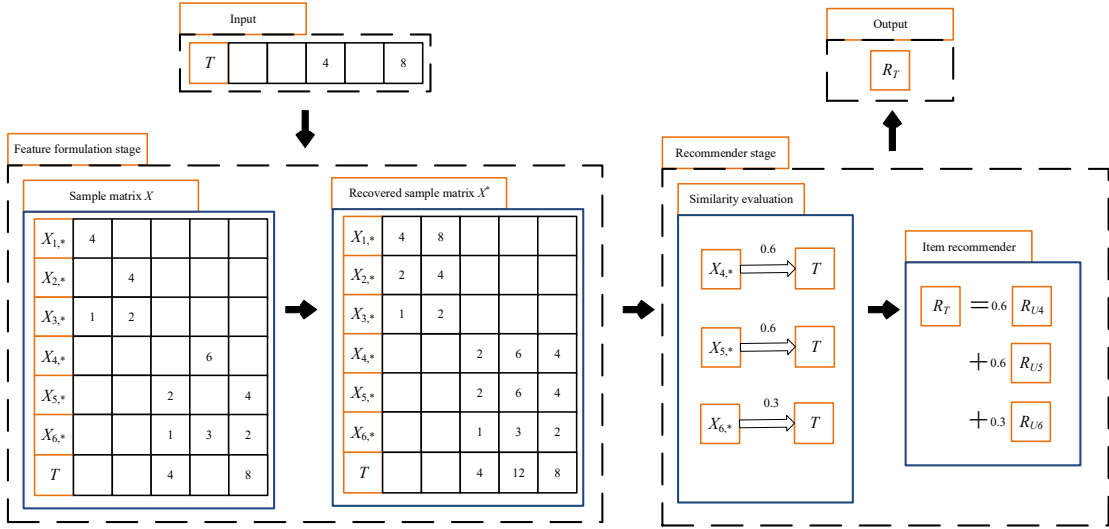 Input
T 4 8
Output
R_T
Feature formulation stage
Sample matrix X
X_{1,*} 4
X_{2,*} 4
X_{3,*} 1 2
X_{4,*} 6
X_{5,*} 2 4
X_{6,*} 1 3 2
T 4 8
Recovered sample matrix X^*
X_{1,*} 4 8
X_{2,*} 2 4
X_{3,*} 1 2
X_{4,*} 2 6 4
X_{5,*} 2 6 4
X_{6,*} 1 3 2
T 4 12 8
Recommender stage
Similarity evaluation
X_{4,*} 0.6 T
X_{5,*} 0.6 T
X_{6,*} 0.3 T
Item recommender
R_T = 0.6 R_{U4}
+ 0.6 R_{U5}
+ 0.3 R_{U6}